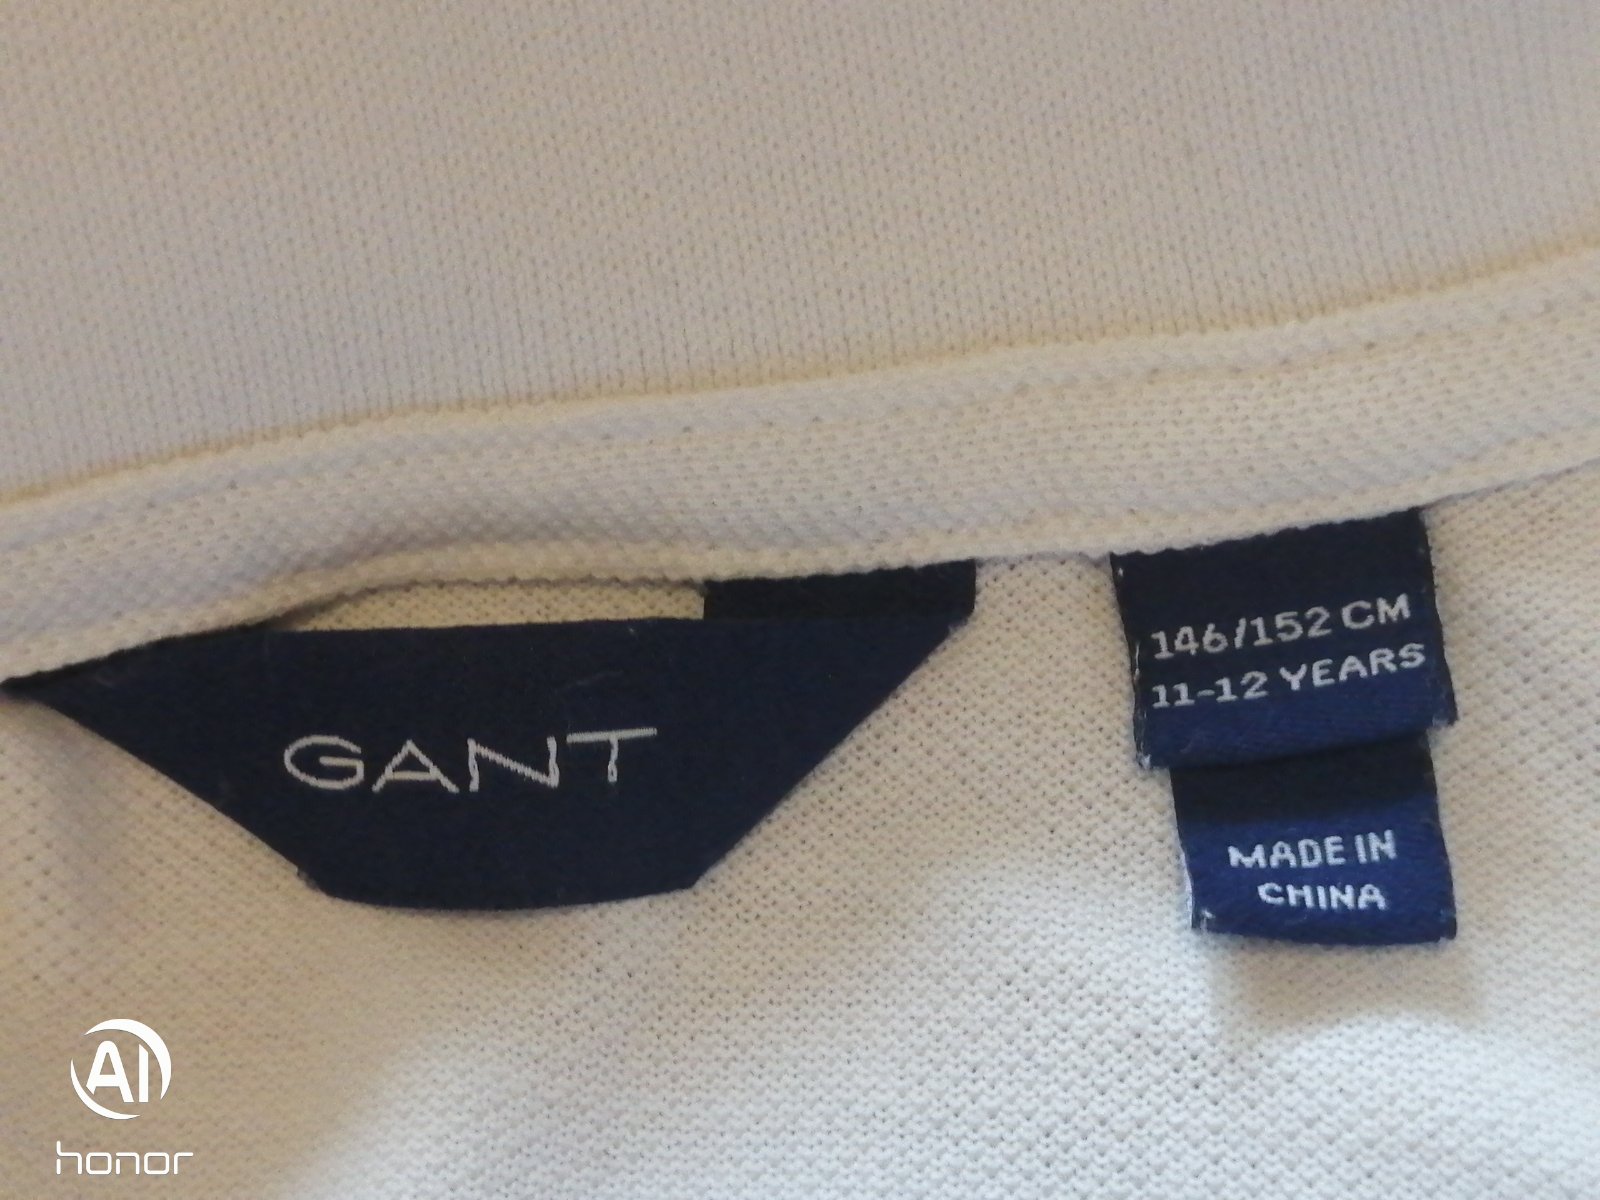 GANT
146/152 CM
11-12 YEARS
MADE IN
CHINA
AI
honor